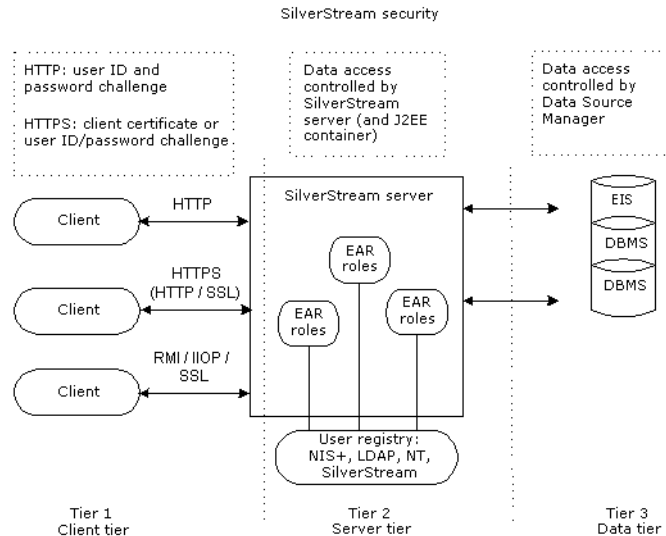 SilverStream security
HTTP: user ID and
password challenge
HTTPS: client certificate or
user ID/password challenge
Data access
controlled by
SilverStream
server (and J2EE
container)
Data access
controlled by
Data Source
Manager
SilverStream server
Client
HTTP
Client
HTTPS
(HTTP / SSL)
Client
RMI / IIOP /
SSL
EAR
roles
EAR
roles
EAR
roles
EIS
DBMS
DBMS
User registry:
NIS+, LDAP, NT,
SilverStream
Tier 1
Client tier
Tier 2
Server tier
Tier 3
Data tier